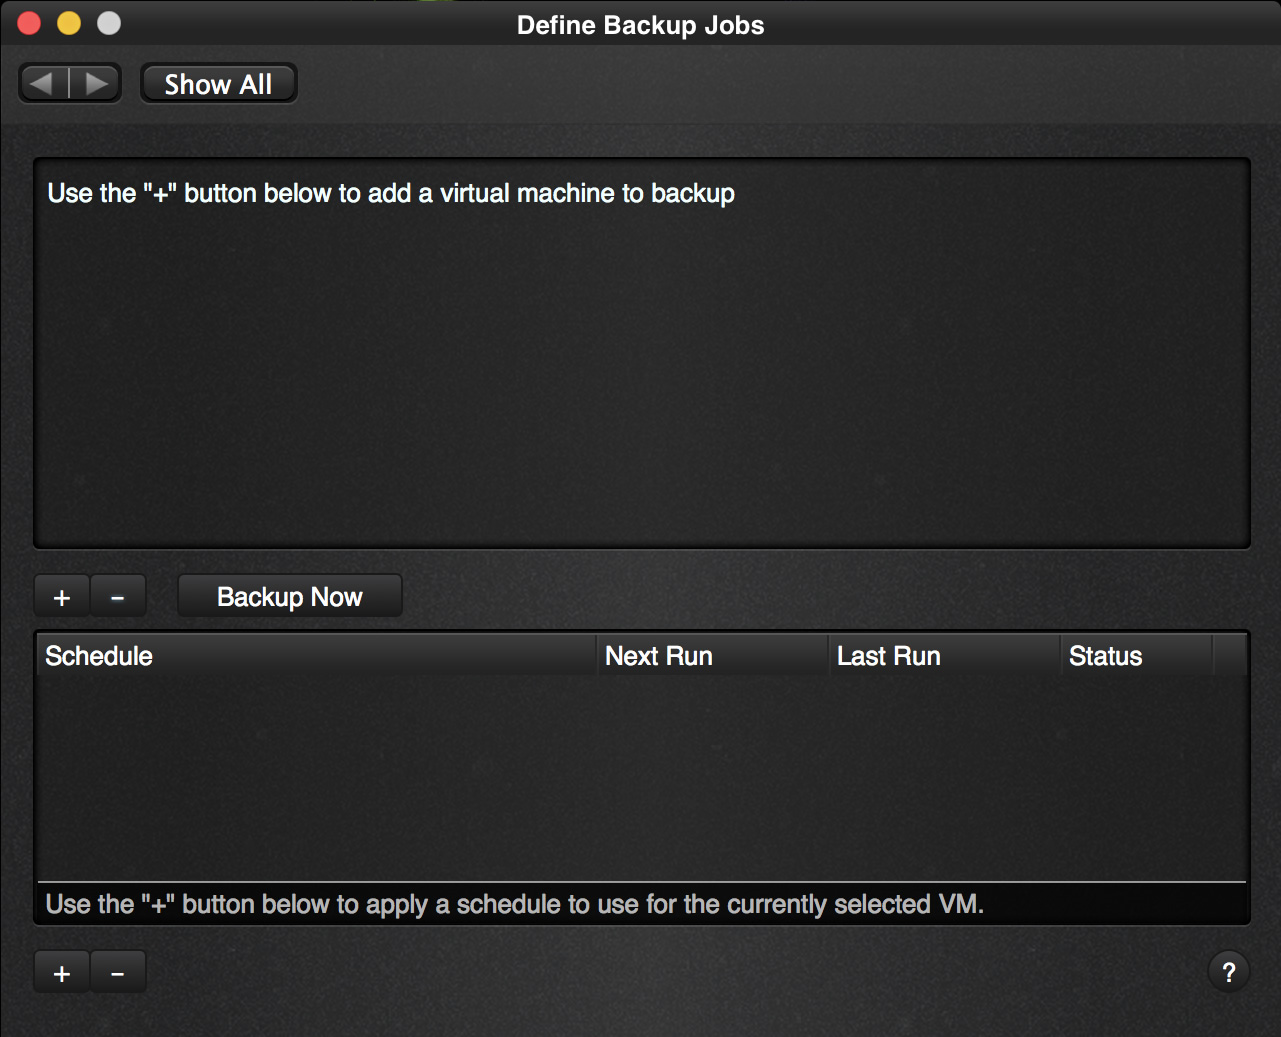 Define Backup Jobs
Show All
Use the "+" button below to add a virtual machine to backup
+ - Backup Now
Schedule Next Run Last Run Status
Use the "+" button below to apply a schedule to use for the currently selected VM.
+ - ?